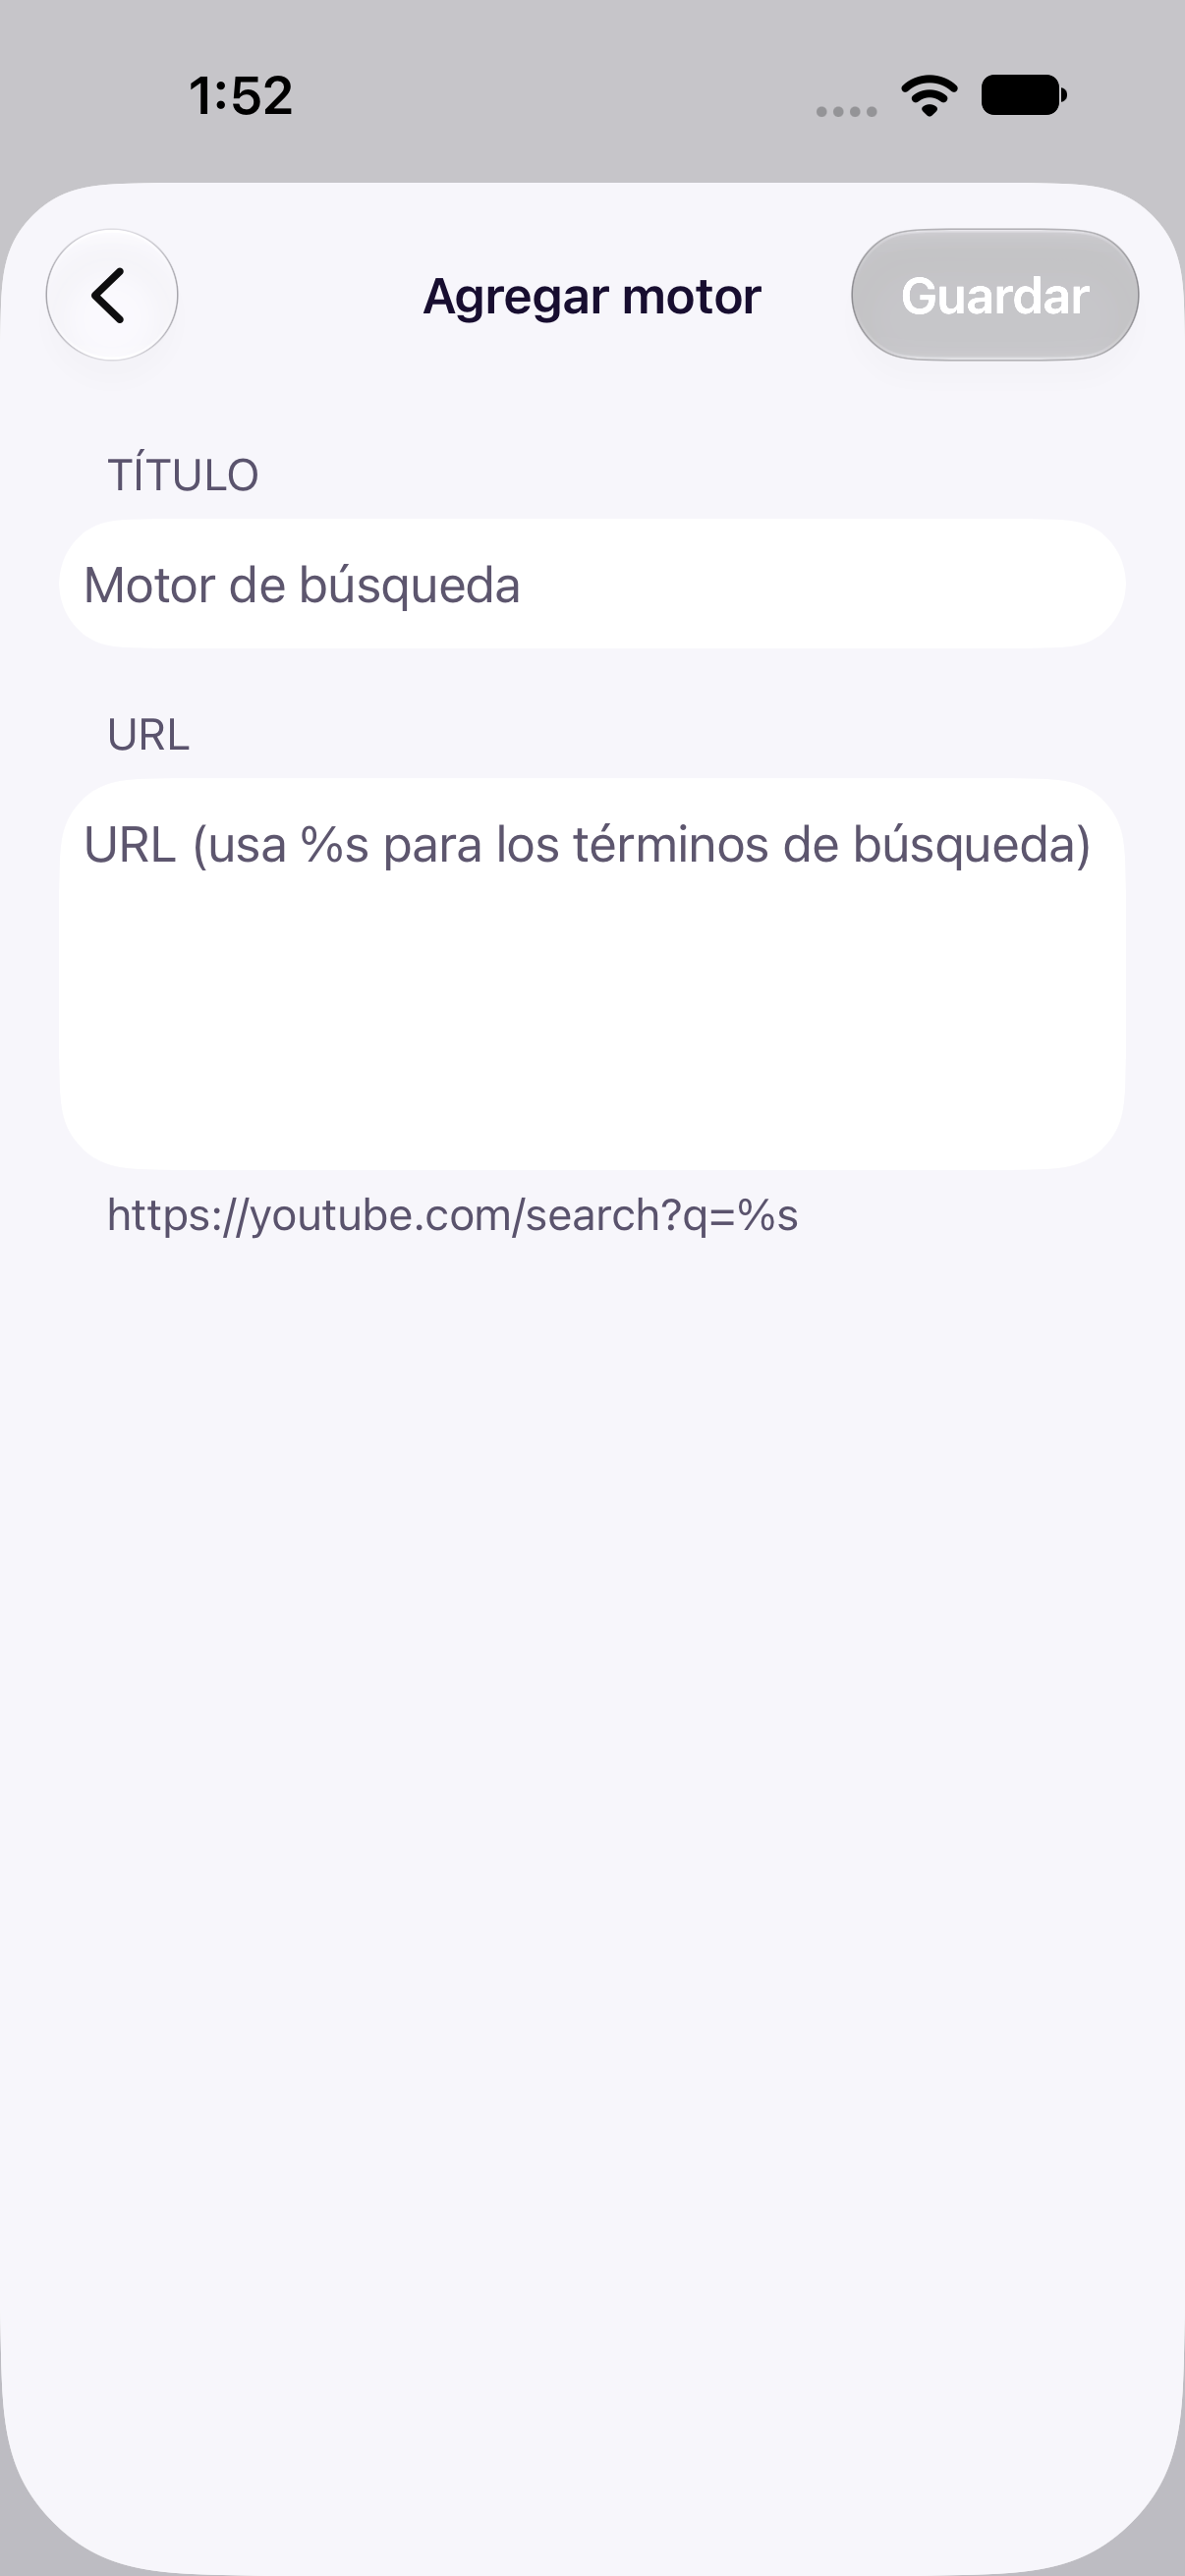 1:52
Agregar motor
Guardar
TÍTULO
Motor de búsqueda
URL
URL (usa %s para los términos de búsqueda)
https://youtube.com/search?q=%s